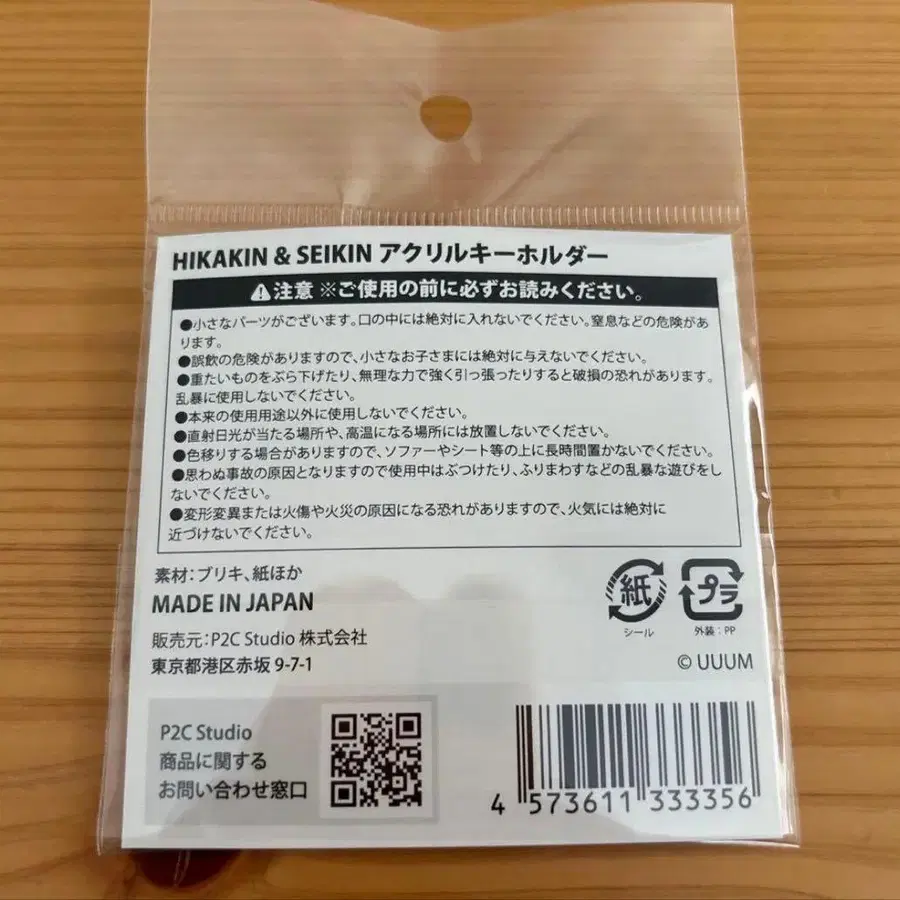 HIKAKIN & SEIKIN アクリルキーホルダー
注意 ※ご使用の前に必ずお読みください。
●小さなパーツがございます。口の中には絶対に入れないでください。窒息などの危険があ
ります。
●誤飲の危険がありますので、小さなお子さまには絶対に与えないでください。
●重たいものをぶら下げたり、無理な力で強く引っ張ったりすると破損の恐れがあります。
乱暴に使用しないでください。
●本来の使用用途以外に使用しないでください。
●直射日光が当たる場所や、高温になる場所には放置しないでください。
●色移りする場合がありますので、ソファーやシート等の上に長時間置かないでください。
●思わぬ事故の原因となりますので使用中はぶつけたり、ふりまわすなどの乱暴な遊びをし
ないでください。
●変形変異または火傷や火災の原因になる恐れがありますので、火気には絶対に
近づけないでください。
素材：ブリキ、紙ほか
MADE IN JAPAN
販売元：P2C Studio 株式会社
東京都港区赤坂 9-7-1
紙
シール
プラ
外装：PP
© UUUM
P2C Studio
商品に関する
お問い合わせ窓口
4 573611 333356